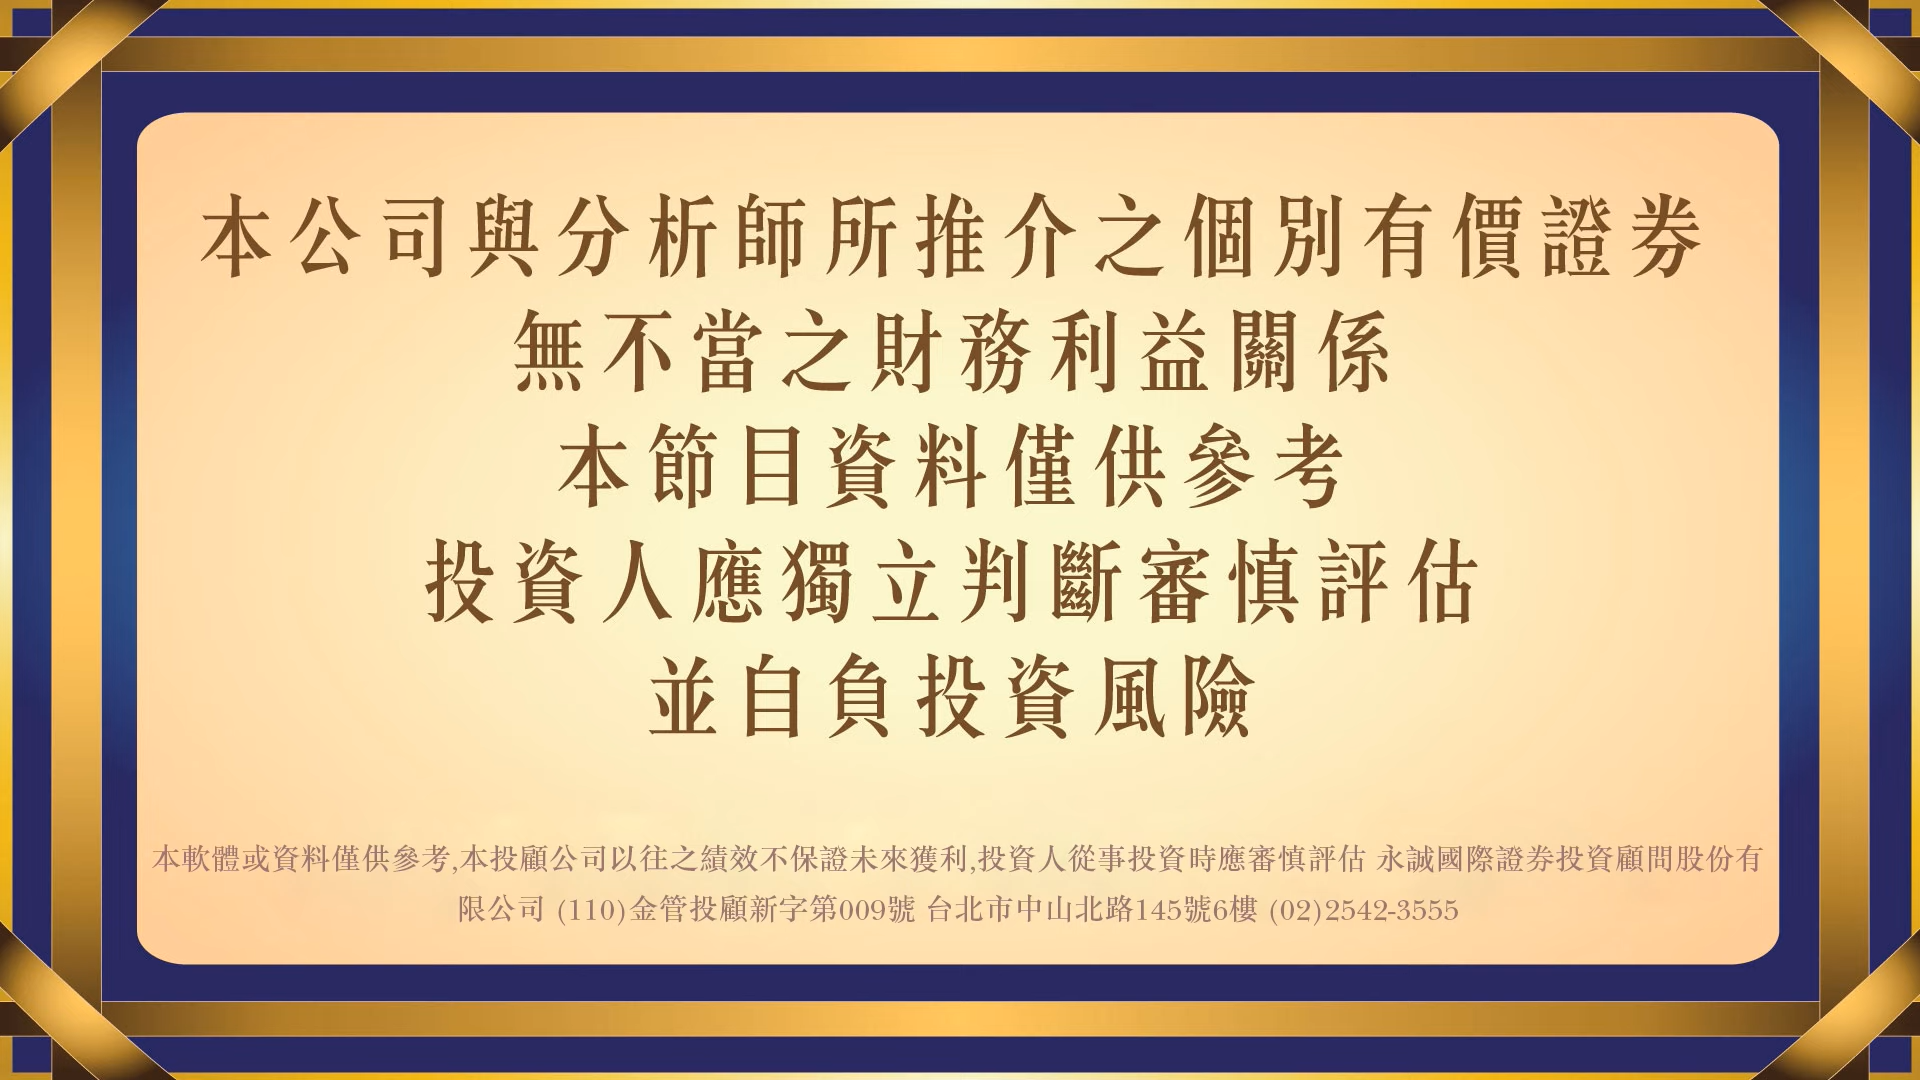 本公司與分析師所推介之個別有價證券
無不當之財務利益關係
本節目資料僅供參考
投資人應獨立判斷審慎評估
並自負投資風險
本軟體或資料僅供參考,本投顧公司以往之績效不保證未來獲利,投資人從事投資時應審慎評估 永誠國際證券投資顧問股份有
限公司 (110)金管投顧新字第009號 台北市中山北路145號6樓 (02)2542-3555